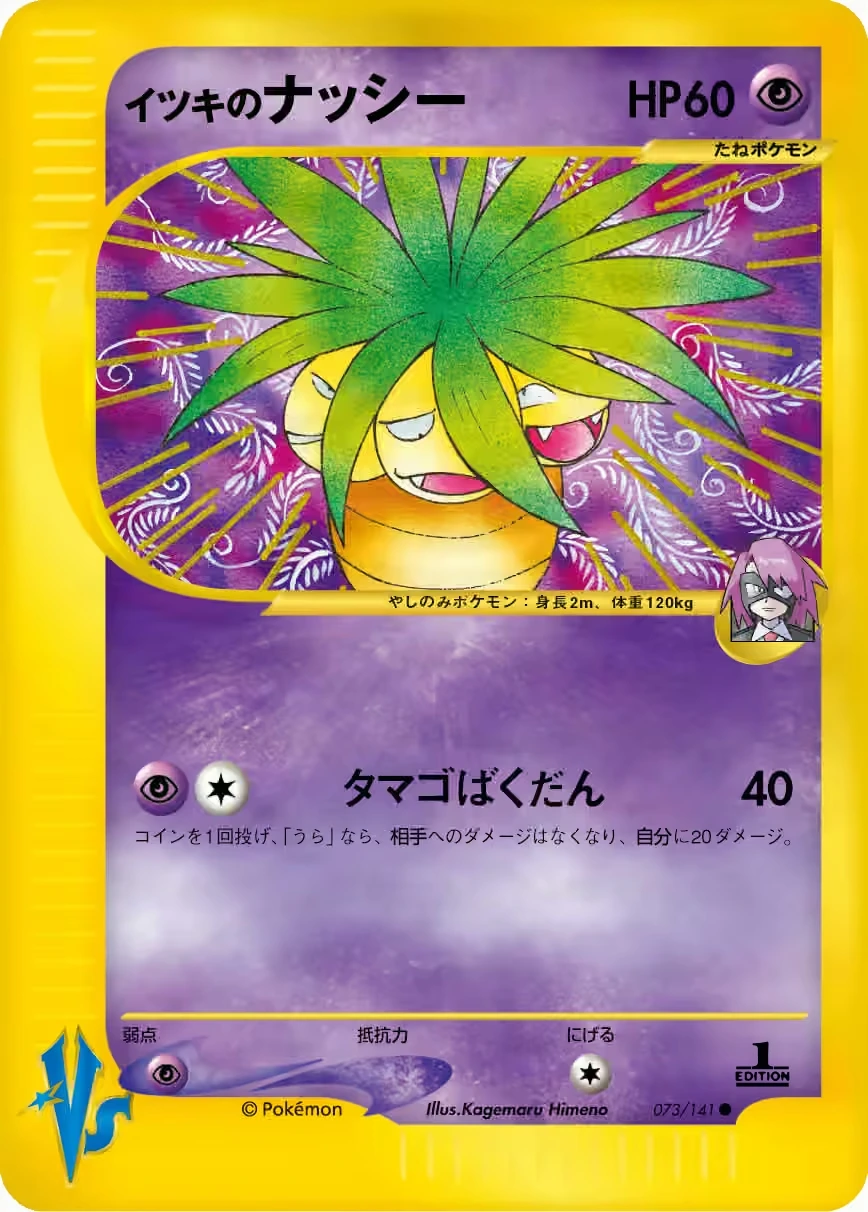 イツキのナッシー HP60
たねポケモン
やしのみポケモン：身長2m、体重120kg
タマゴばくだん 40
コインを1回投げ、「うら」なら、相手へのダメージはなくなり、自分に20ダメージ。
弱点 抵抗力 にげる
1
EDITION
VS
© Pokémon Illus.Kagemaru Himeno 073/141